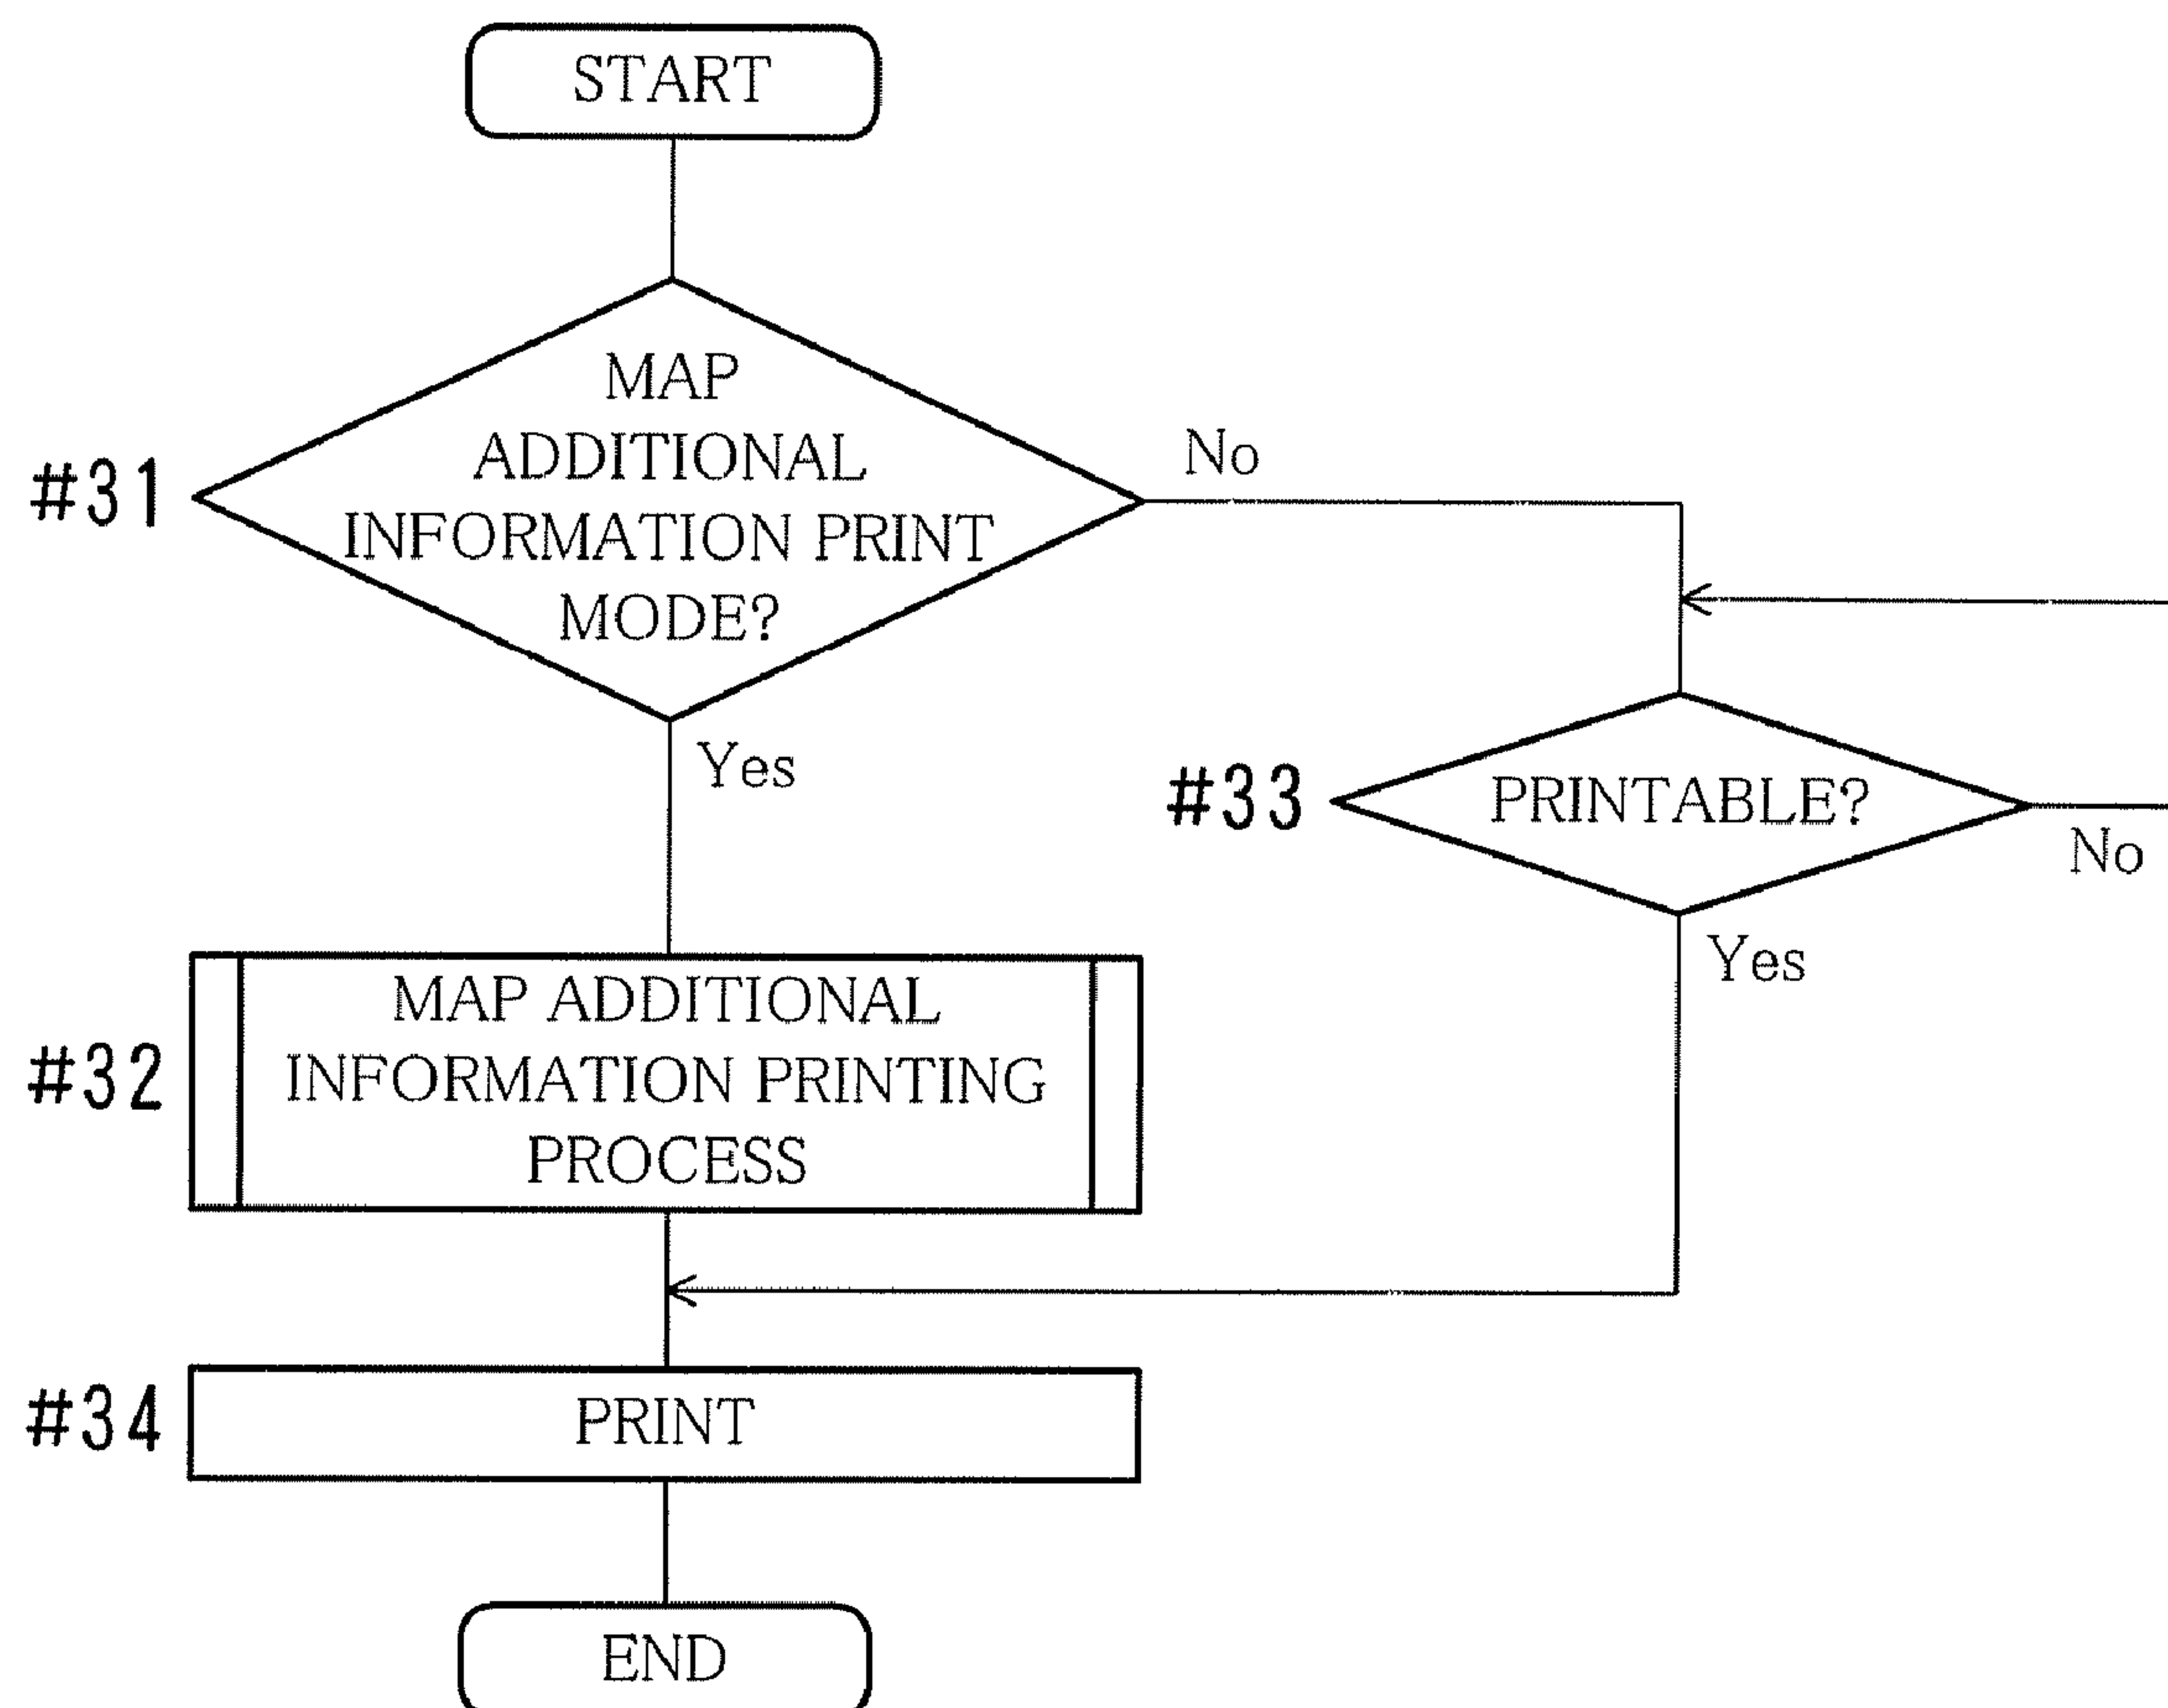 START
MAP
ADDITIONAL
INFORMATION PRINT
MODE?
#31
No
Yes
#33
PRINTABLE?
No
Yes
#32
MAP ADDITIONAL
INFORMATION PRINTING
PROCESS
#34
PRINT
END